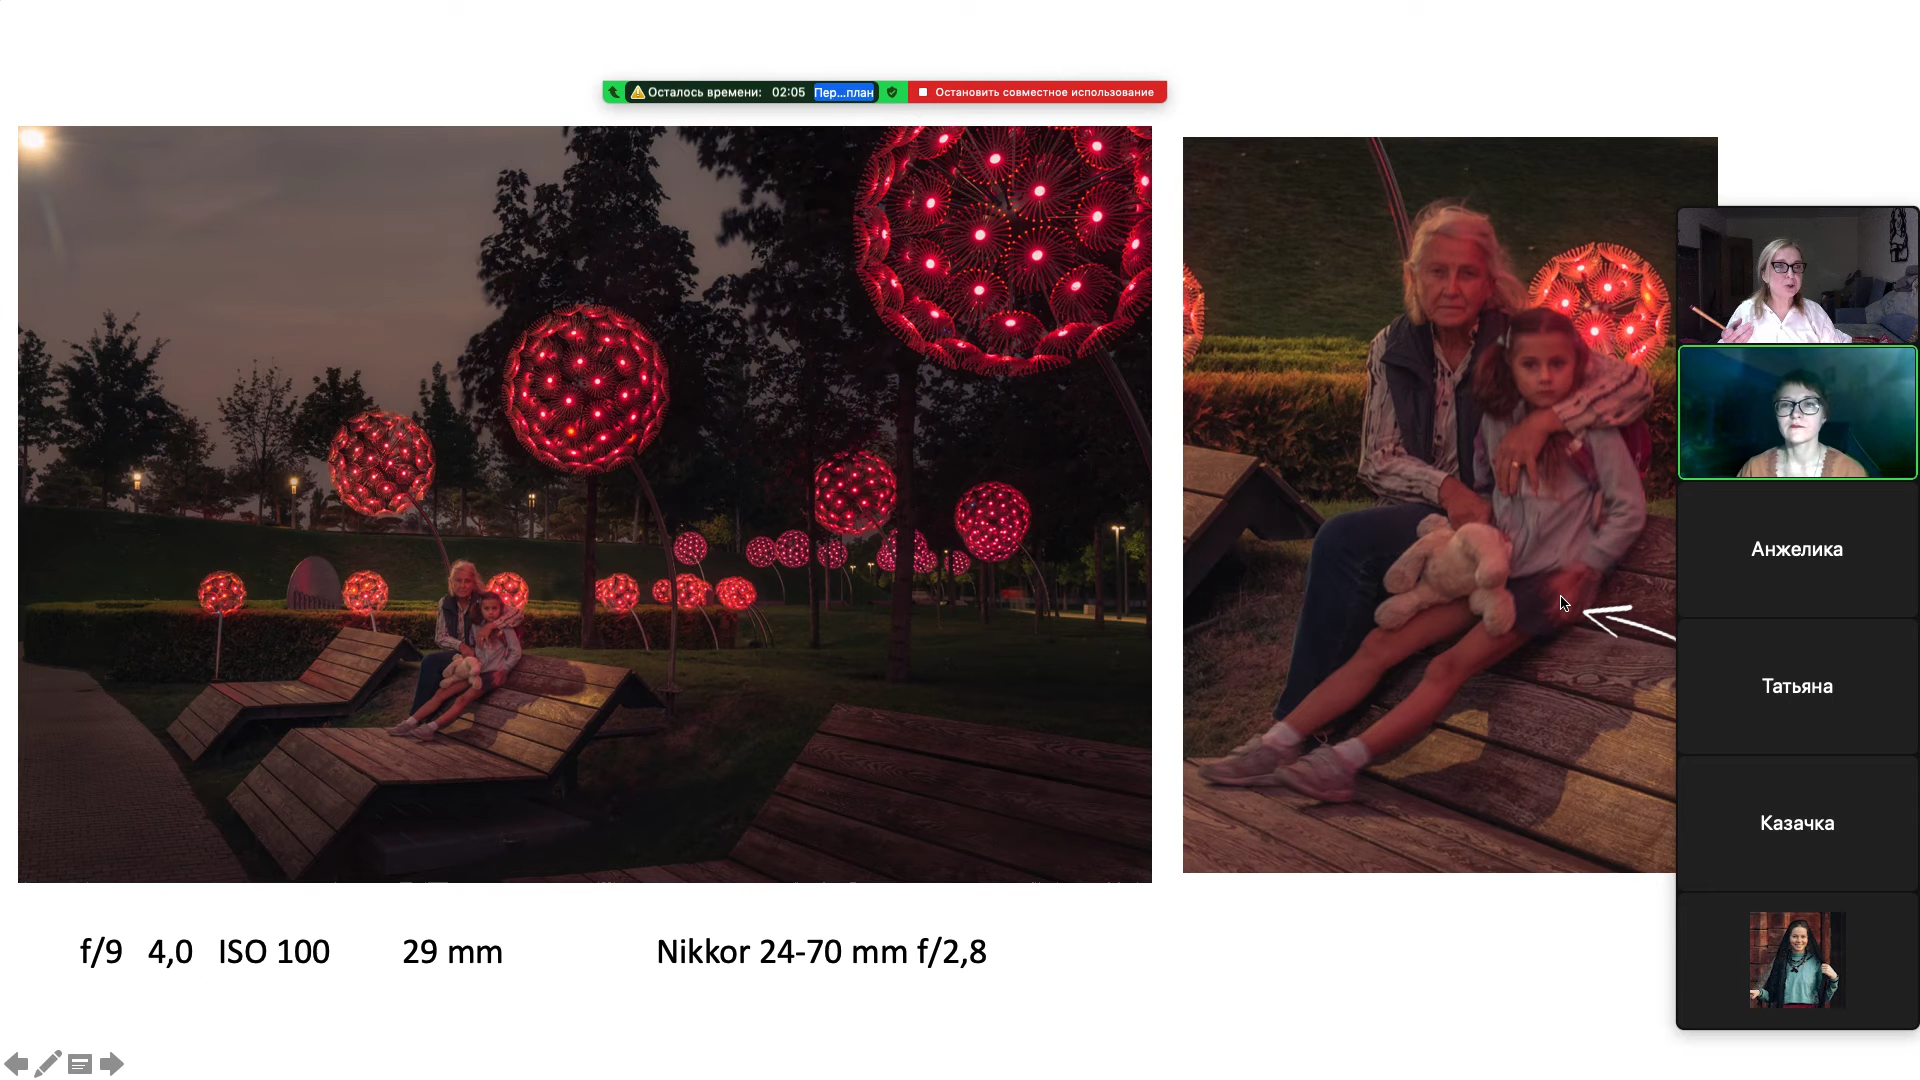 Осталось времени: 02:05 Пер...план Остановить совместное использование
Анжелика
Татьяна
Казачка
f/9 4,0 ISO 100 29 mm Nikkor 24-70 mm f/2,8